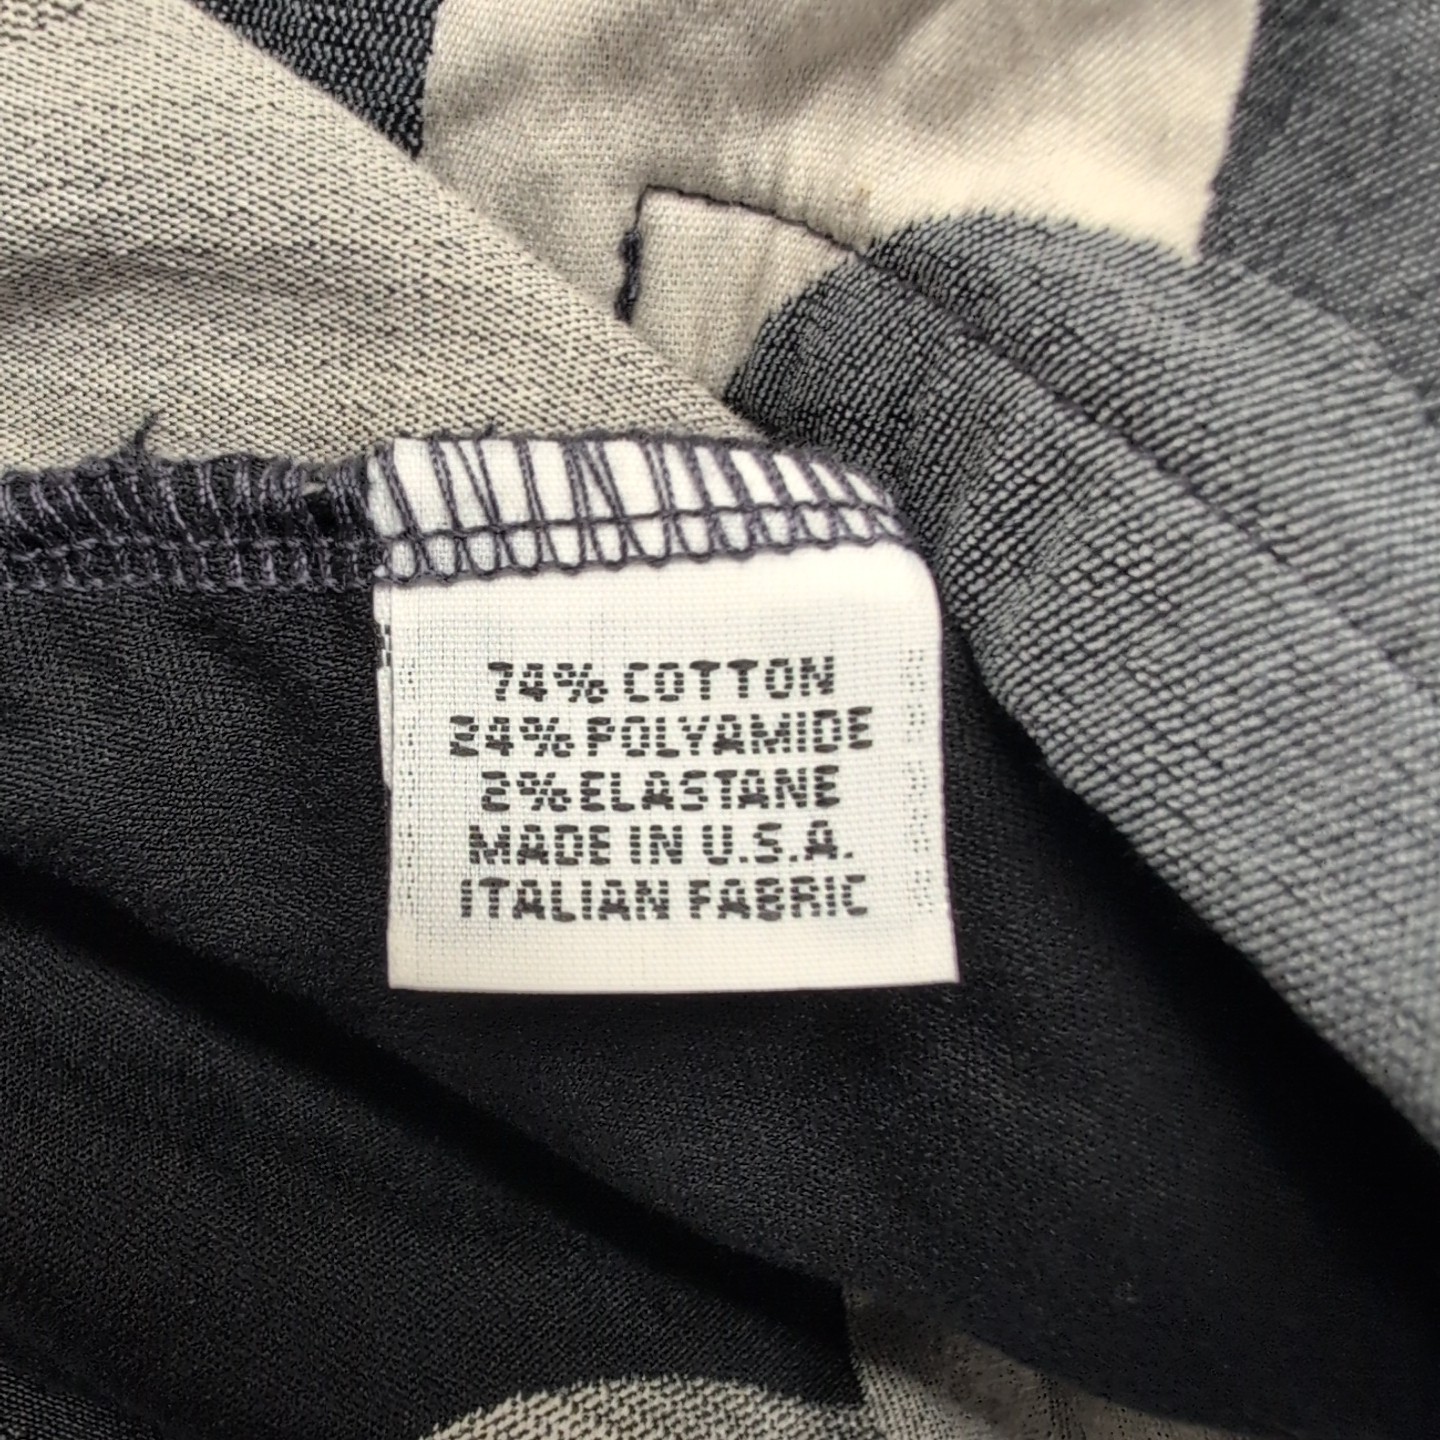 74% COTTON
24% POLYAMIDE
2% ELASTANE
MADE IN U.S.A.
ITALIAN FABRIC